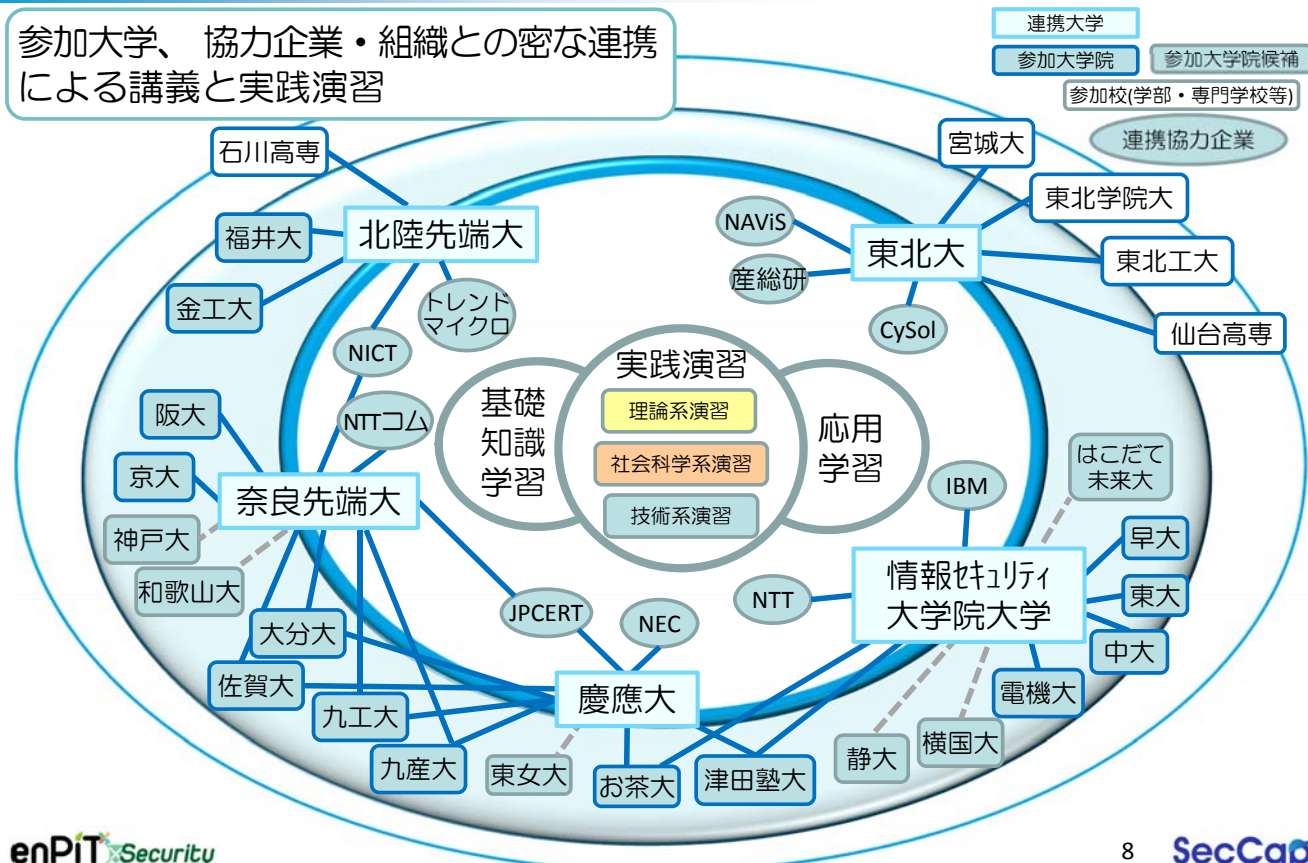 参加大学、 協力企業・組織との密な連携
による講義と実践演習
連携大学
参加大学院
参加大学院候補
参加校(学部・専門学校等)
連携協力企業
石川高専
福井大
金工大
北陸先端大
トレンド
マイクロ
NICT
NTTコム
宮城大
東北学院大
東北工大
仙台高専
東北大
NAViS
産総研
CySol
基礎
知識
学習
実践演習
理論系演習
社会科学系演習
技術系演習
応用
学習
阪大
京大
神戸大
和歌山大
奈良先端大
大分大
佐賀大
九工大
九産大
JPCERT
NEC
慶應大
東女大
お茶大
津田塾大
NTT
IBM
はこだて
未来大
情報セキュリティ
大学院大学
早大
東大
中大
電機大
横国大
静大
enPiT Security
8
SecCap